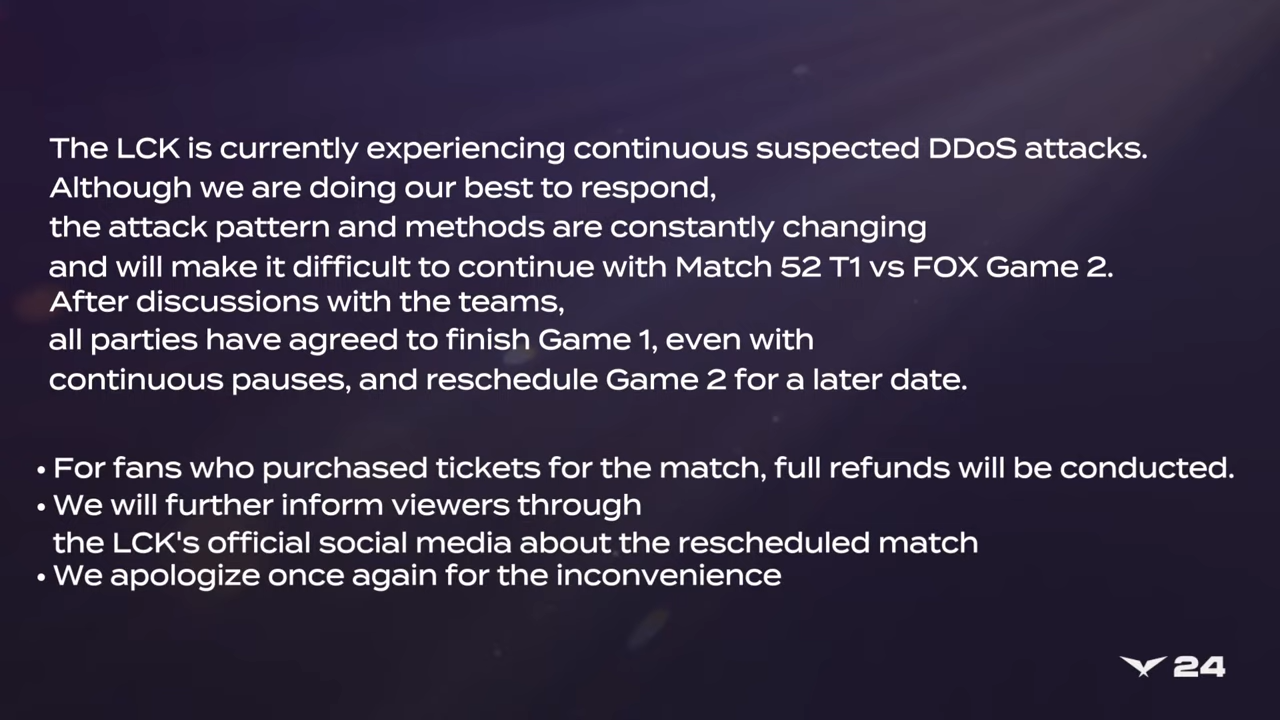 The LCK is currently experiencing continuous suspected DDoS attacks.
Although we are doing our best to respond,
the attack pattern and methods are constantly changing
and will make it difficult to continue with Match 52 T1 vs FOX Game 2.
After discussions with the teams,
all parties have agreed to finish Game 1, even with
continuous pauses, and reschedule Game 2 for a later date.
• For fans who purchased tickets for the match, full refunds will be conducted.
• We will further inform viewers through
the LCK's official social media about the rescheduled match
• We apologize once again for the inconvenience
24